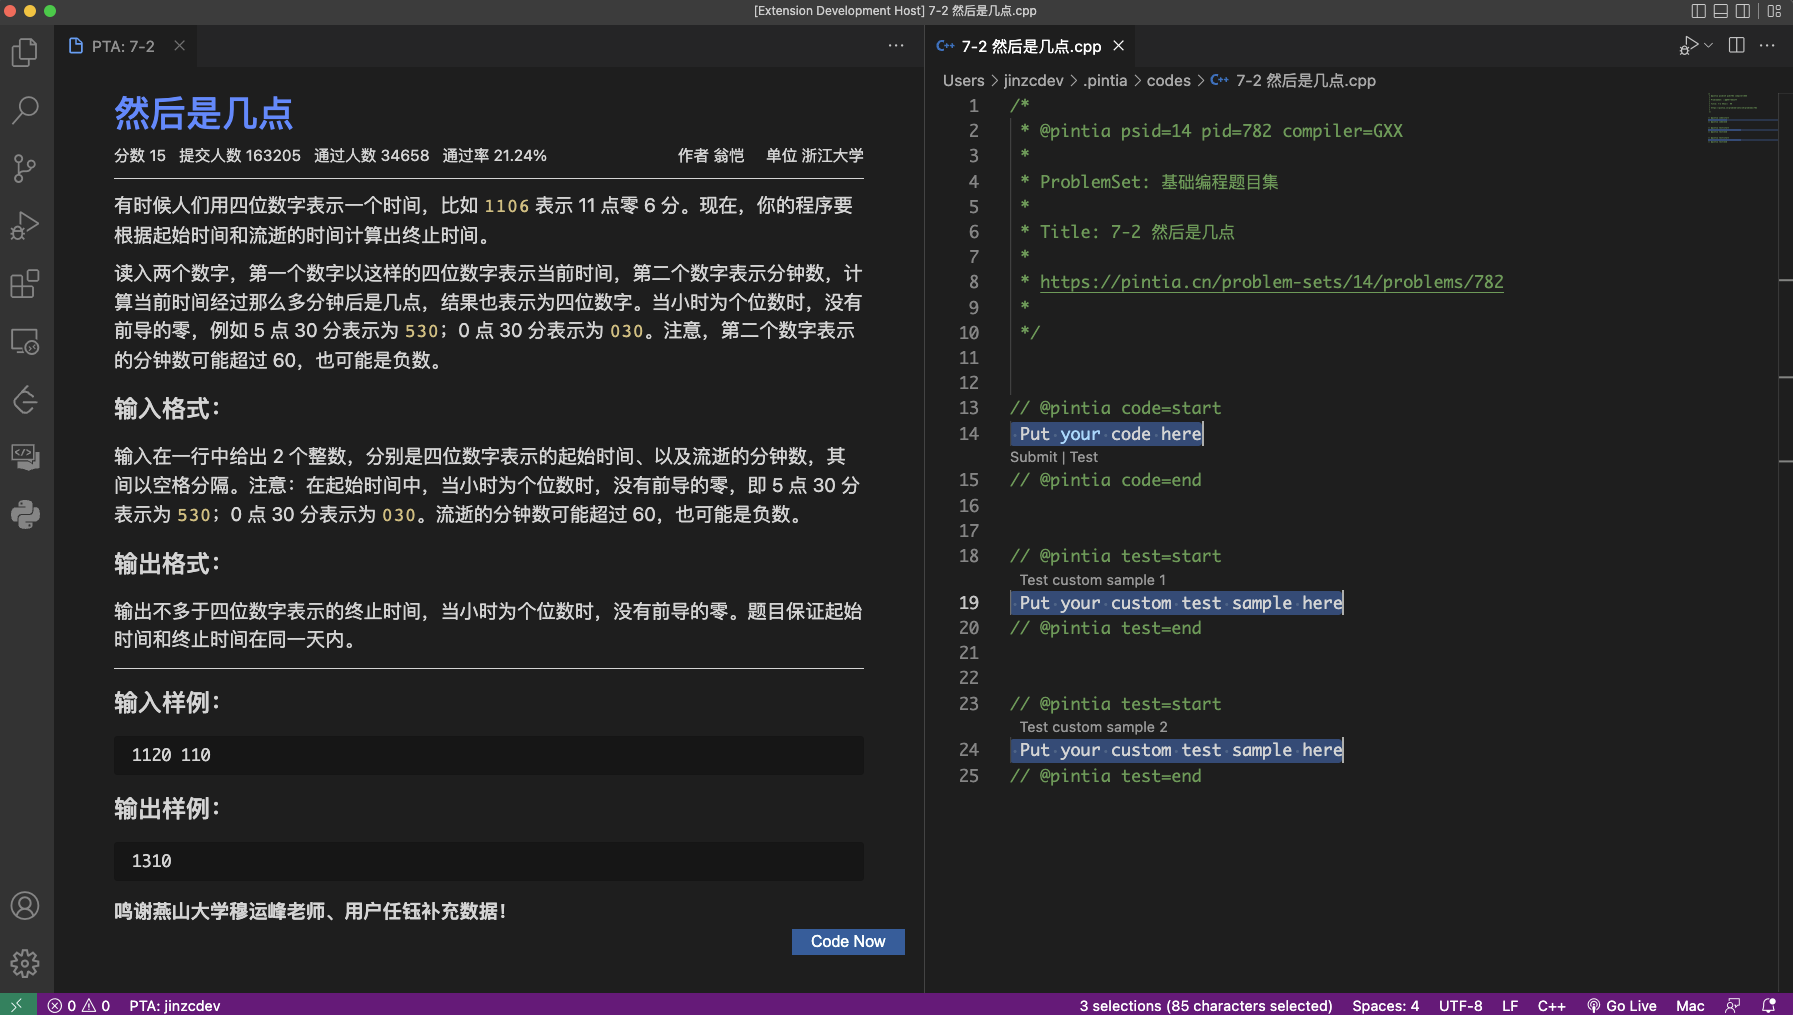 [Extension Development Host] 7-2 然后是几点.cpp
PTA: 7-2
然后是几点
分数 15 提交人数 163205 通过人数 34658 通过率 21.24% 作者 翁恺 单位 浙江大学
有时候人们用四位数字表示一个时间，比如 1106 表示 11 点零 6 分。现在，你的程序要
根据起始时间和流逝的时间计算出终止时间。
读入两个数字，第一个数字以这样的四位数字表示当前时间，第二个数字表示分钟数，计
算当前时间经过那么多分钟后是几点，结果也表示为四位数字。当小时为个位数时，没有
前导的零，例如 5 点 30 分表示为 530；0 点 30 分表示为 030。注意，第二个数字表示
的分钟数可能超过 60，也可能是负数。
输入格式：
输入在一行中给出 2 个整数，分别是四位数字表示的起始时间、以及流逝的分钟数，其
间以空格分隔。注意：在起始时间中，当小时为个位数时，没有前导的零，即 5 点 30 分
表示为 530；0 点 30 分表示为 030。流逝的分钟数可能超过 60，也可能是负数。
输出格式：
输出不多于四位数字表示的终止时间，当小时为个位数时，没有前导的零。题目保证起始
时间和终止时间在同一天内。
输入样例：
1120 110
输出样例：
1310
鸣谢燕山大学穆运峰老师、用户任钰补充数据！
Code Now
C++ 7-2 然后是几点.cpp
Users > jinzcdev > .pintia > codes > C++ 7-2 然后是几点.cpp
1 /*
2 * @pintia psid=14 pid=782 compiler=GXX
3 *
4 * ProblemSet: 基础编程题目集
5 *
6 * Title: 7-2 然后是几点
7 *
8 * https://pintia.cn/problem-sets/14/problems/782
9 *
10 */
11
12
13 // @pintia code=start
14 Put your code here
Submit | Test
15 // @pintia code=end
16
17
18 // @pintia test=start
Test custom sample 1
19 Put your custom test sample here
20 // @pintia test=end
21
22
23 // @pintia test=start
Test custom sample 2
24 Put your custom test sample here
25 // @pintia test=end
0 0 PTA: jinzcdev 3 selections (85 characters selected) Spaces: 4 UTF-8 LF C++ Go Live Mac